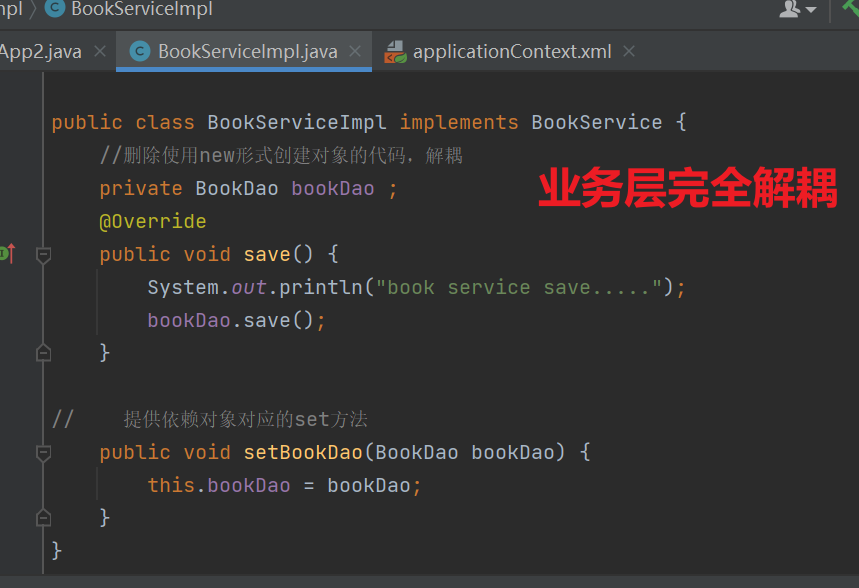 npl 〉 C BookServiceImpl
App2.java × C BookServiceImpl.java × applicationContext.xml ×
public class BookServiceImpl implements BookService {
//删除使用new形式创建对象的代码，解耦
private BookDao bookDao ;
业务层完全解耦
@Override
public void save() {
System.out.println("book service save.....");
bookDao.save();
}
// 提供依赖对象对应的set方法
public void setBookDao(BookDao bookDao) {
this.bookDao = bookDao;
}
}